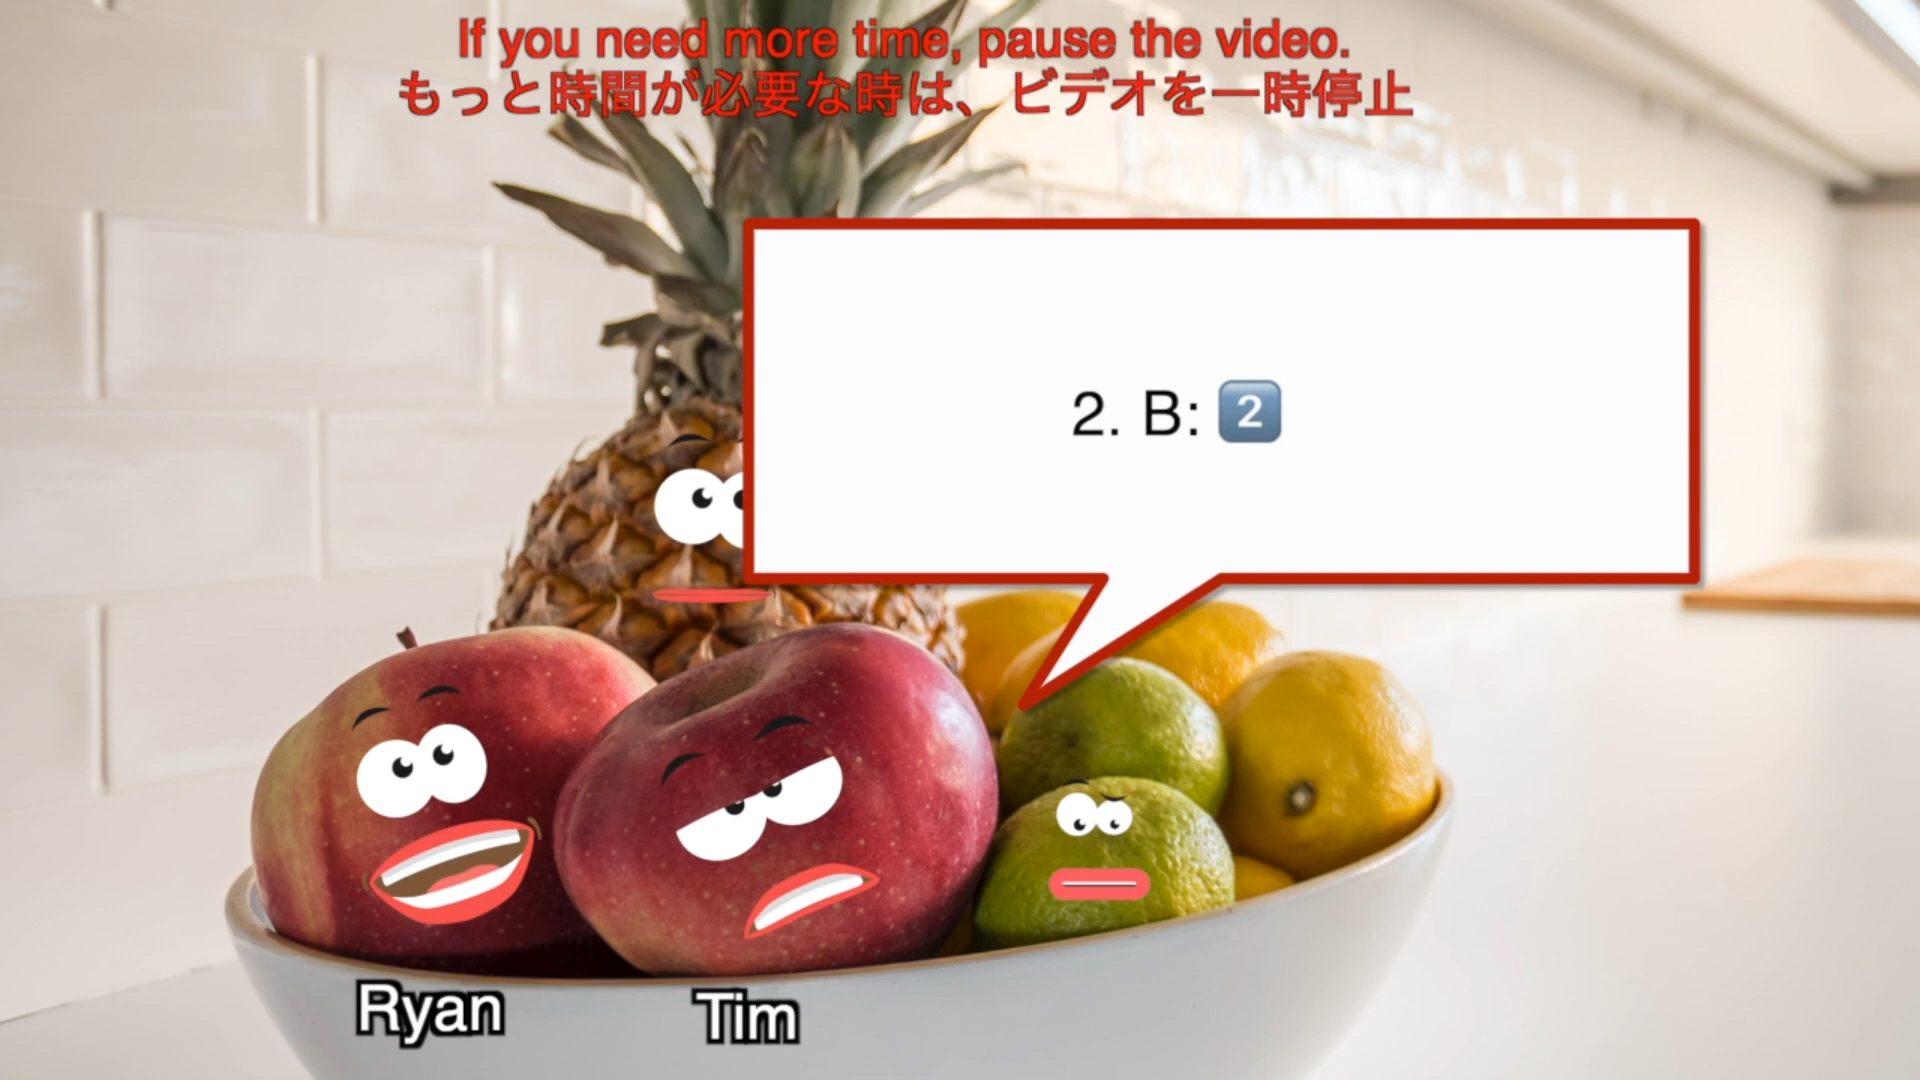 If you need more time, pause the video.
もっと時間が必要な時は、ビデオを一時停止
2. B: 2️⃣
Ryan
Tim